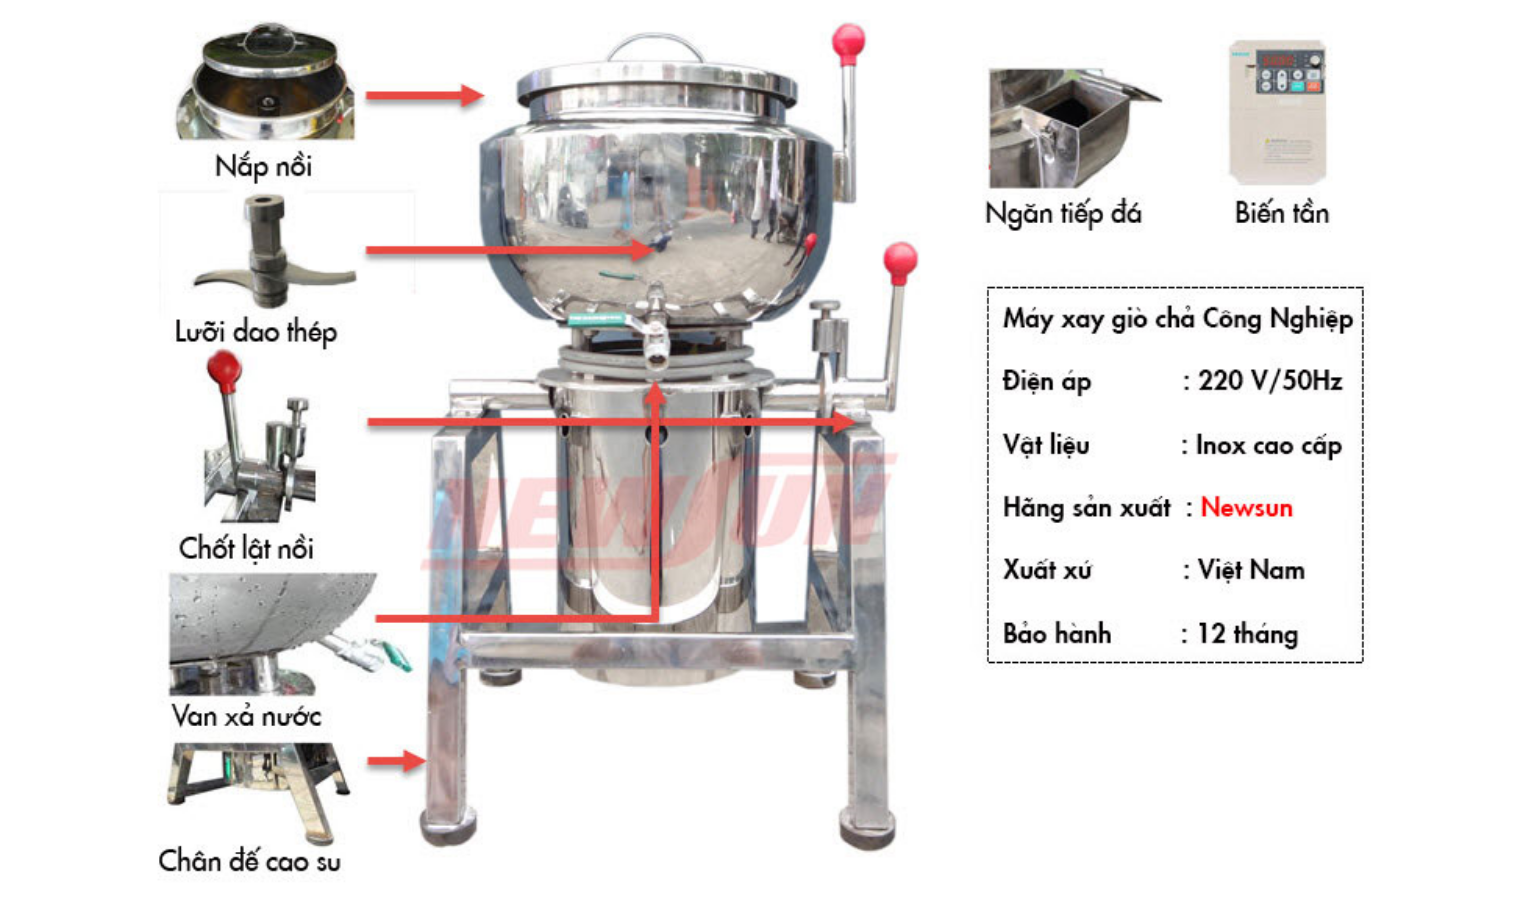 Nắp nồi
Lưỡi dao thép
Chốt lật nồi
Van xả nước
Chân đế cao su
NEWSUN
Ngăn tiếp đá
Biến tần
Máy xay giò chả Công Nghiệp
Điện áp : 220 V/50Hz
Vật liệu : Inox cao cấp
Hãng sản xuất : Newsun
Xuất xứ : Việt Nam
Bảo hành : 12 tháng